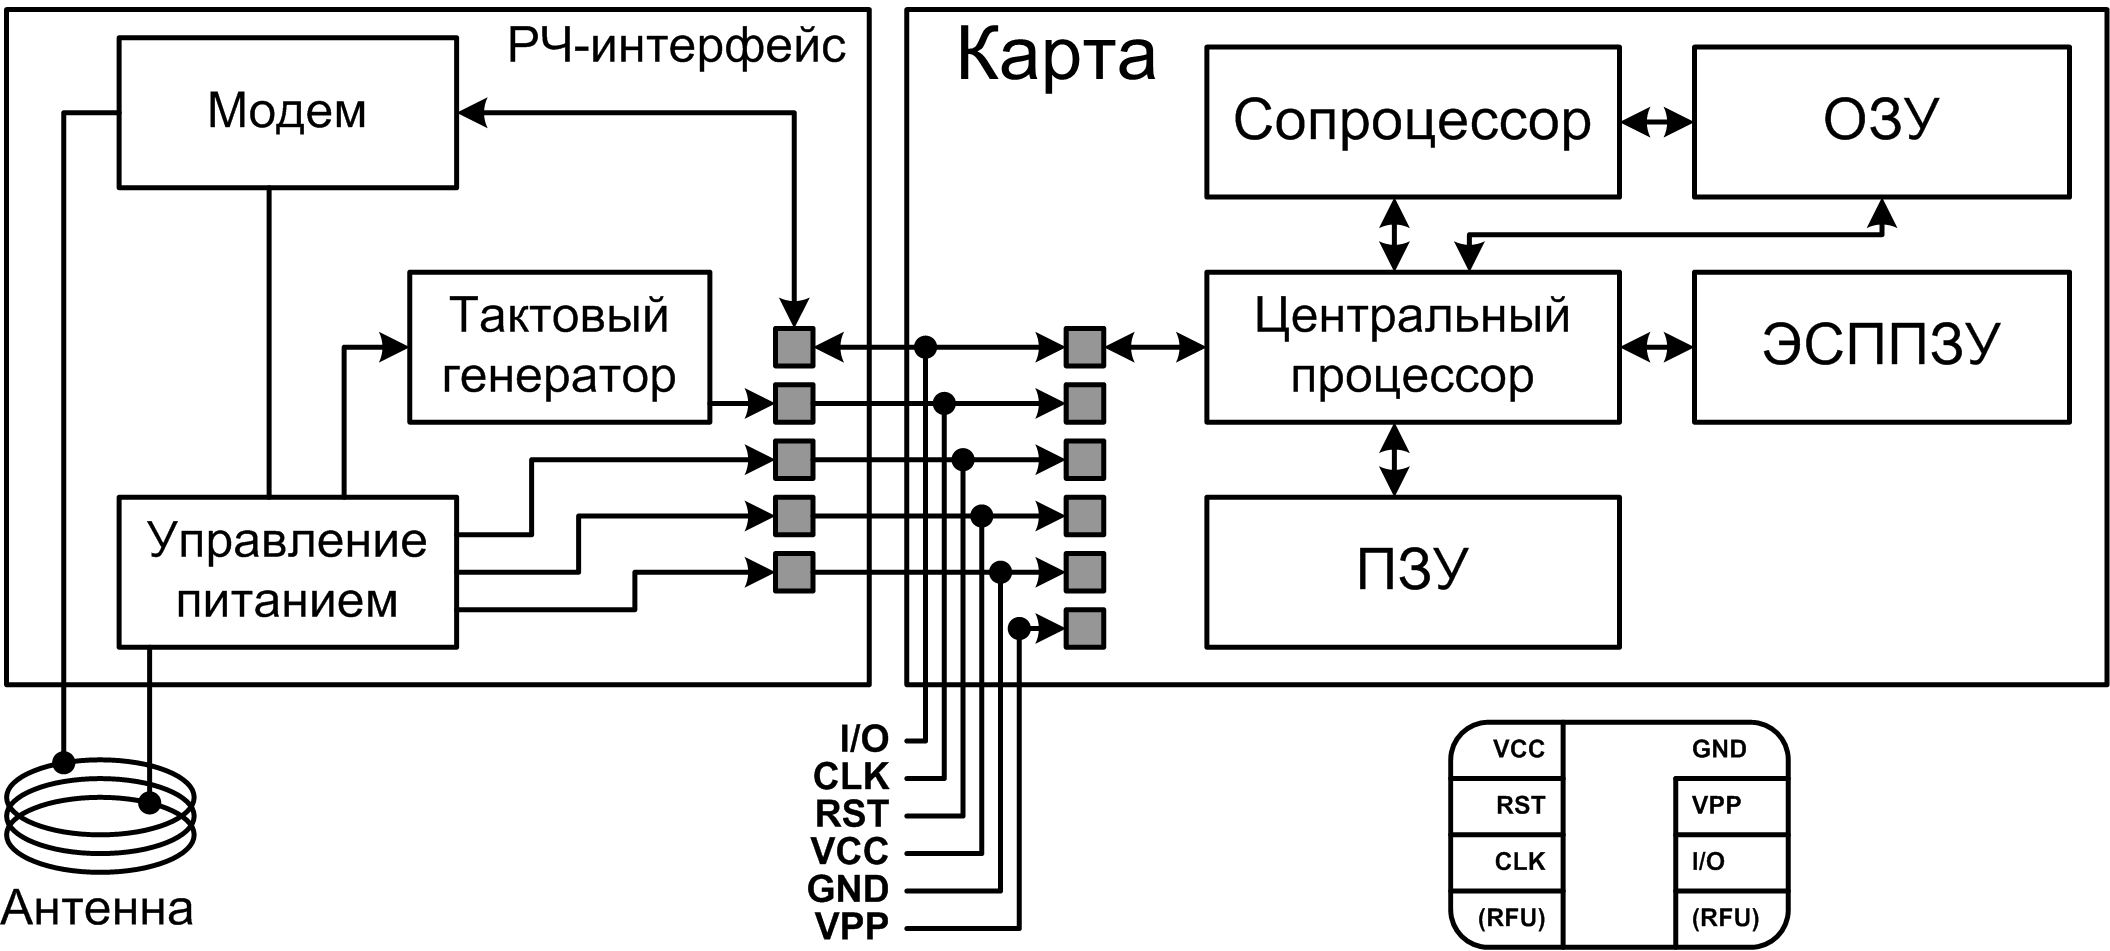 РЧ-интерфейс
Модем
Тактовый
генератор
Управление
питанием
Антенна
Карта
Сопроцессор
ОЗУ
Центральный
процессор
ЭСППЗУ
ПЗУ
I/O
CLK
RST
VCC
GND
VPP
VCC GND
RST VPP
CLK I/O
(RFU) (RFU)